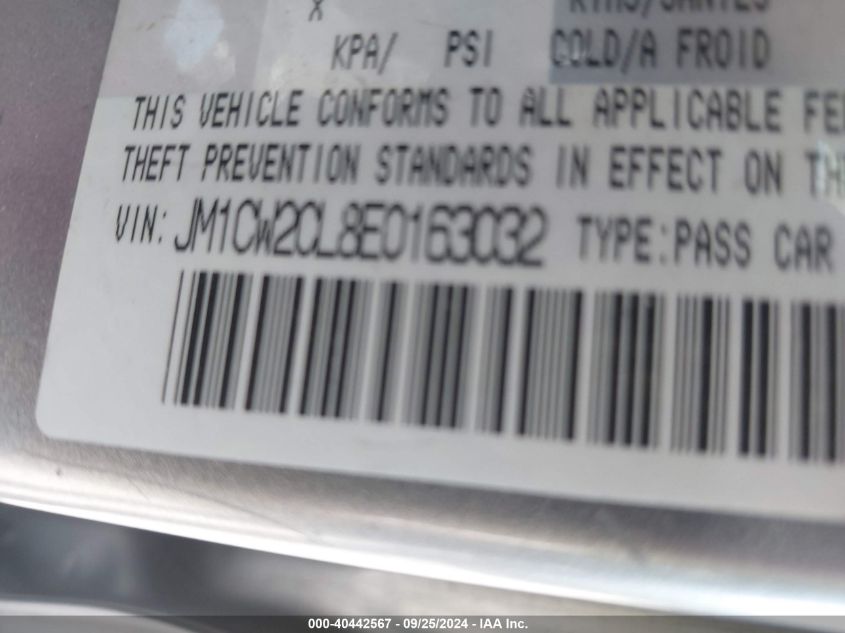 KPA/ PSI COLD/A FROID
THIS VEHICLE CONFORMS TO ALL APPLICABLE FE
THEFT PREVENTION STANDARDS IN EFFECT ON TH
VIN: JM1CW2CL8E0163032 TYPE:PASS CAR
000-40442567 - 09/25/2024 - IAA Inc.